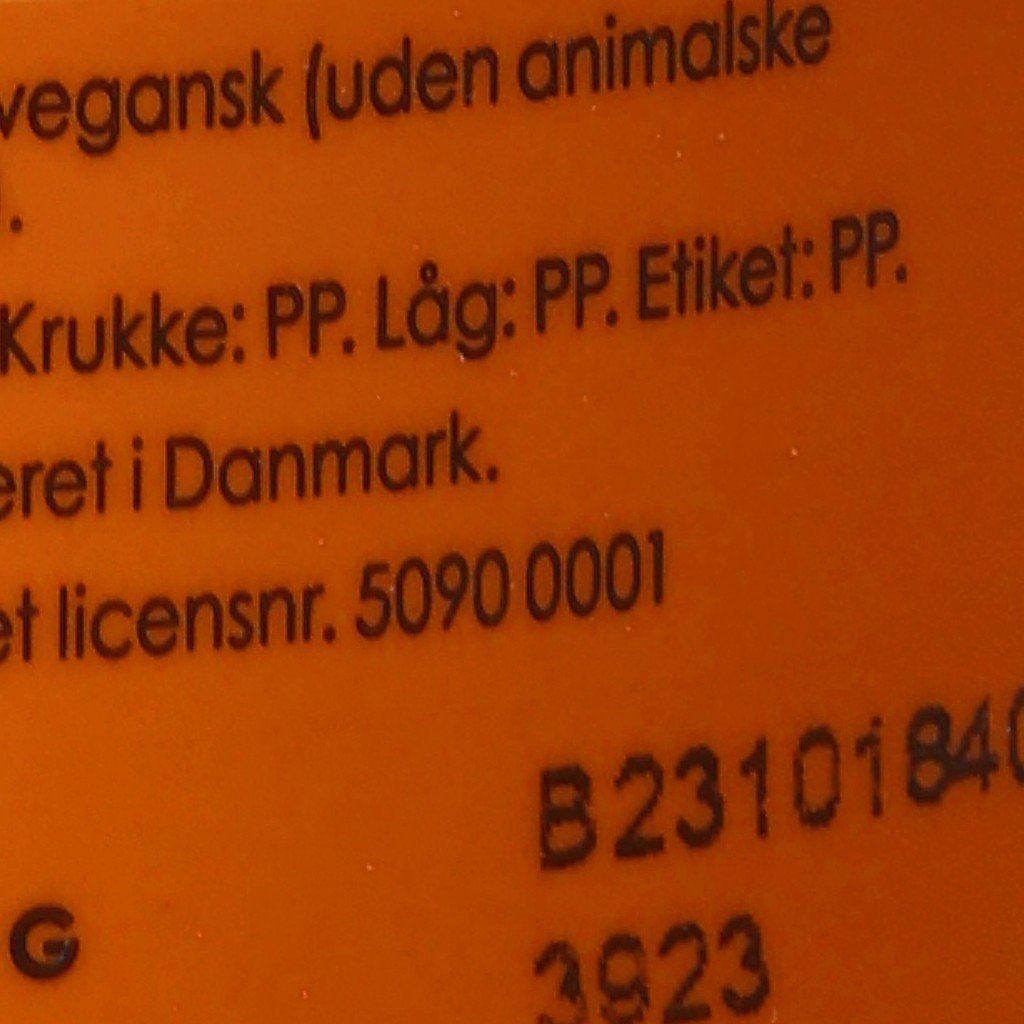 vegansk (uden animalske
.
Krukke: PP. Låg: PP. Etiket: PP.
eret i Danmark.
et licensnr. 5090 0001
B23101840
G
3923